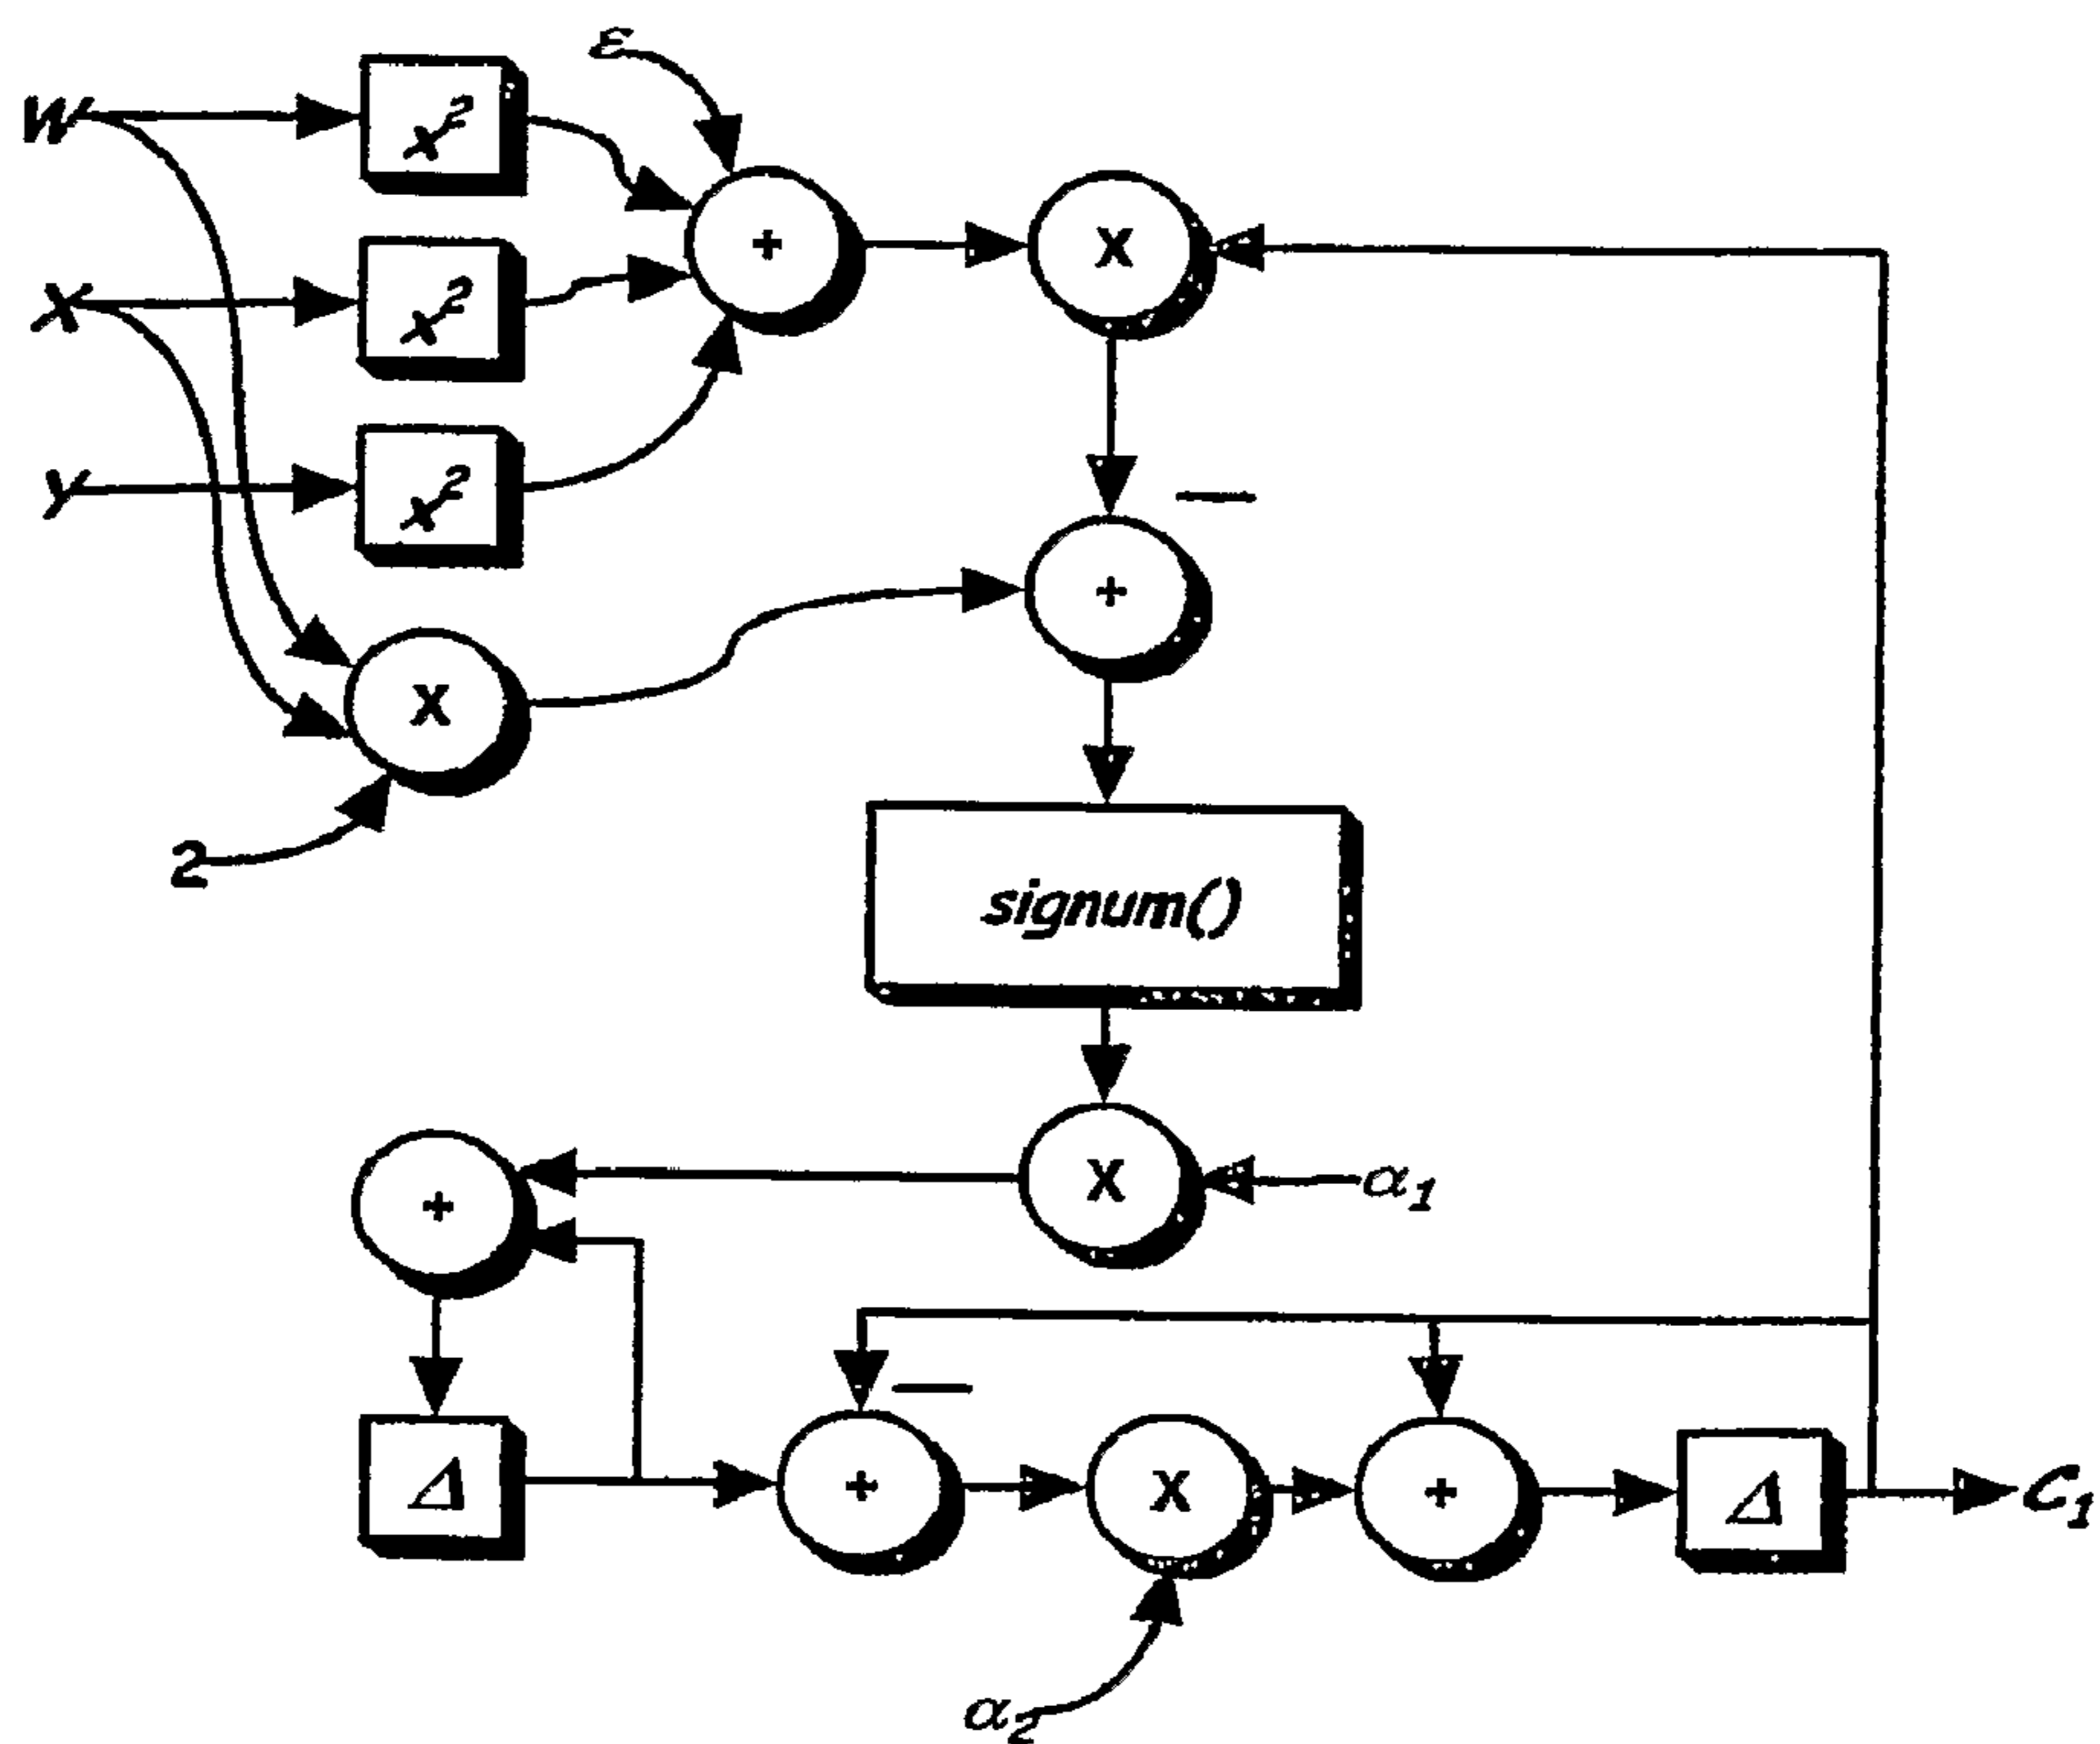 ε
W
x²
+
X
X
x²
y
x²
—
+
X
2
signum()
X
α₁
+
—
Δ
+
X
+
Δ
C₁
α₂